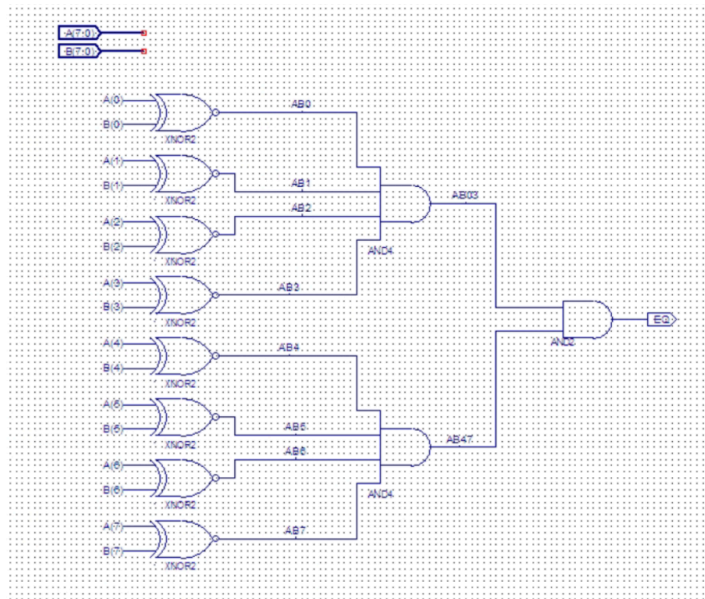 A(7:0)
B(7:0)
A(0)
B(0)
XNOR2
AB0
A(1)
B(1)
XNOR2
AB1
A(2)
B(2)
XNOR2
AB2
A(3)
B(3)
XNOR2
AB3
AND4
AB03
A(4)
B(4)
XNOR2
AB4
A(5)
B(5)
XNOR2
AB5
A(6)
B(6)
XNOR2
AB6
A(7)
B(7)
XNOR2
AB7
AND4
AB47
AND2
EQ